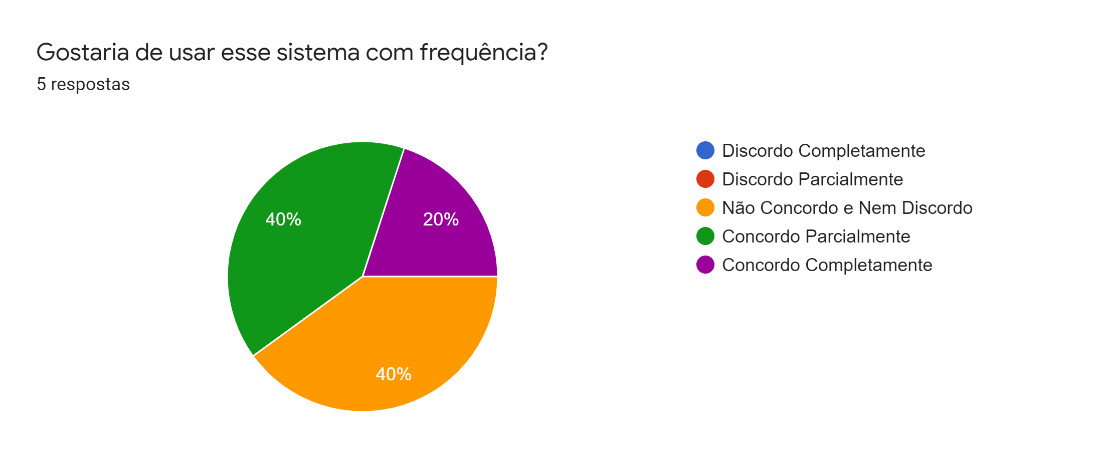 Gostaria de usar esse sistema com frequência?
5 respostas
Discordo Completamente
Discordo Parcialmente
Não Concordo e Nem Discordo
Concordo Parcialmente
Concordo Completamente
40%
20%
40%